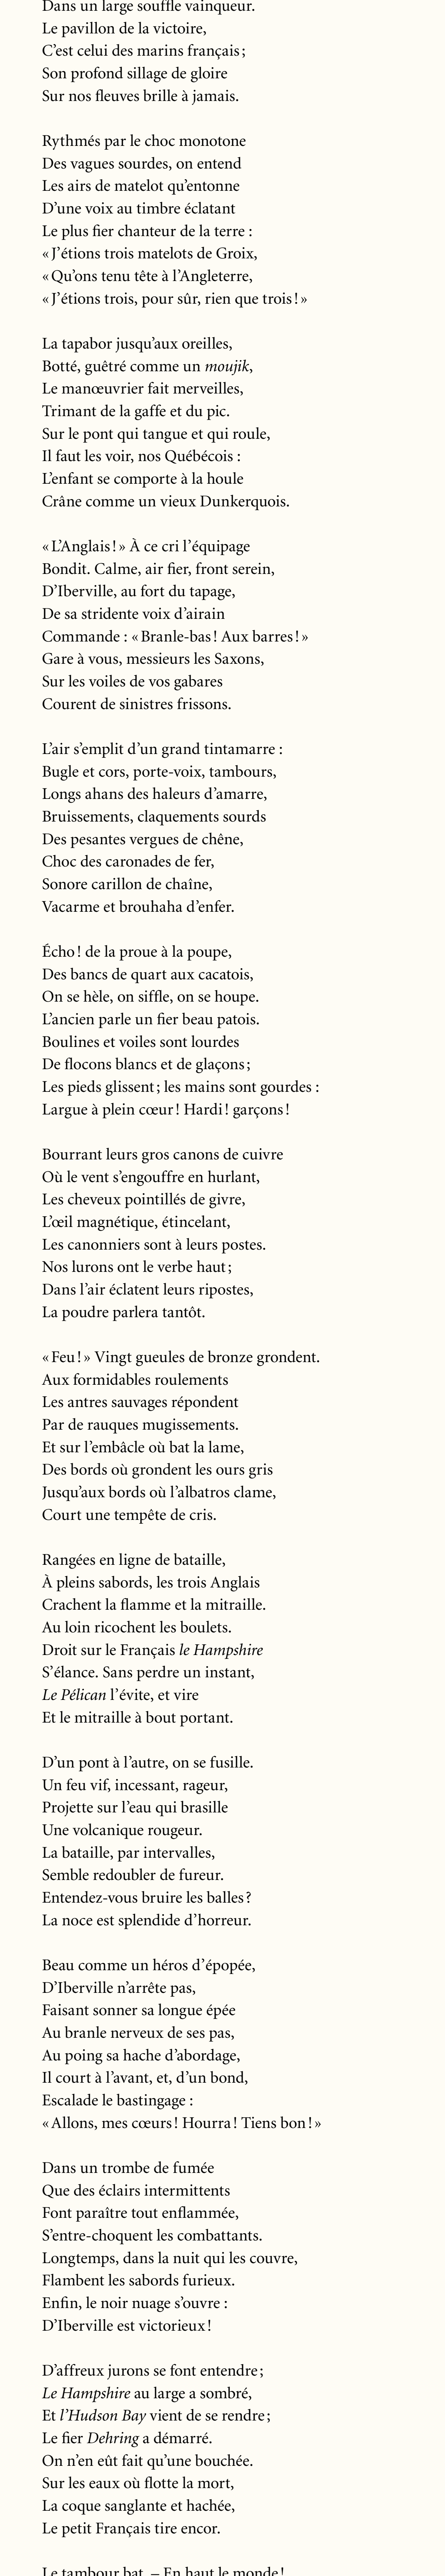 Dans un large souffle vainqueur.
Le pavillon de la victoire,
C’est celui des marins français ;
Son profond sillage de gloire
Sur nos fleuves brille à jamais.

Rythmés par le choc monotone
Des vagues sourdes, on entend
Les airs de matelot qu’entonne
D’une voix au timbre éclatant
Le plus fier chanteur de la terre :
« J’étions trois matelots de Groix,
« Qu’ons tenu tête à l’Angleterre,
« J’étions trois, pour sûr, rien que trois ! »

La tapabor jusqu’aux oreilles,
Botté, guêtré comme un moujik,
Le manœuvrier fait merveilles,
Trimant de la gaffe et du pic.
Sur le pont qui tangue et qui roule,
Il faut les voir, nos Québécois :
L’enfant se comporte à la houle
Crâne comme un vieux Dunkerquois.

« L’Anglais ! » À ce cri l’équipage
Bondit. Calme, air fier, front serein,
D’Iberville, au fort du tapage,
De sa stridente voix d’airain
Commande : « Branle-bas ! Aux barres ! »
Gare à vous, messieurs les Saxons,
Sur les voiles de vos gabares
Courent de sinistres frissons.

L’air s’emplit d’un grand tintamarre :
Bugle et cors, porte-voix, tambours,
Longs ahans des haleurs d’amarre,
Bruissements, claquements sourds
Des pesantes vergues de chêne,
Choc des caronades de fer,
Sonore carillon de chaîne,
Vacarme et brouhaha d’enfer.

Écho ! de la proue à la poupe,
Des bancs de quart aux cacatois,
On se hèle, on siffle, on se houpe.
L’ancien parle un fier beau patois.
Boulines et voiles sont lourdes
De flocons blancs et de glaçons ;
Les pieds glissent ; les mains sont gourdes :
Largue à plein cœur ! Hardi ! garçons !

Bourrant leurs gros canons de cuivre
Où le vent s’engouffre en hurlant,
Les cheveux pointillés de givre,
L’œil magnétique, étincelant,
Les canonniers sont à leurs postes.
Nos lurons ont le verbe haut ;
Dans l’air éclatent leurs ripostes,
La poudre parlera tantôt.

« Feu ! » Vingt gueules de bronze grondent.
Aux formidables roulements
Les antres sauvages répondent
Par de rauques mugissements.
Et sur l’embâcle où bat la lame,
Des bords où grondent les ours gris
Jusqu’aux bords où l’albatros clame,
Court une tempête de cris.

Rangées en ligne de bataille,
À pleins sabords, les trois Anglais
Crachent la flamme et la mitraille.
Au loin ricochent les boulets.
Droit sur le Français le Hampshire
S’élance. Sans perdre un instant,
Le Pélican l’évite, et vire
Et le mitraille à bout portant.

D’un pont à l’autre, on se fusille.
Un feu vif, incessant, rageur,
Projette sur l’eau qui brasille
Une volcanique rougeur.
La bataille, par intervalles,
Semble redoubler de fureur.
Entendez-vous bruire les balles ?
La noce est splendide d’horreur.

Beau comme un héros d’épopée,
D’Iberville n’arrête pas,
Faisant sonner sa longue épée
Au branle nerveux de ses pas,
Au poing sa hache d’abordage,
Il court à l’avant, et, d’un bond,
Escalade le bastingage :
« Allons, mes cœurs ! Hourra ! Tiens bon ! »

Dans un trombe de fumée
Que des éclairs intermittents
Font paraître tout enflammée,
S’entre-choquent les combattants.
Longtemps, dans la nuit qui les couvre,
Flambent les sabords furieux.
Enfin, le noir nuage s’ouvre :
D’Iberville est victorieux !

D’affreux jurons se font entendre ;
Le Hampshire au large a sombré,
Et l’Hudson Bay vient de se rendre ;
Le fier Dehring a démarré.
On n’en eût fait qu’une bouchée.
Sur les eaux où flotte la mort,
La coque sanglante et hachée,
Le petit Français tire encor.

Le tambour bat. – En haut le monde !